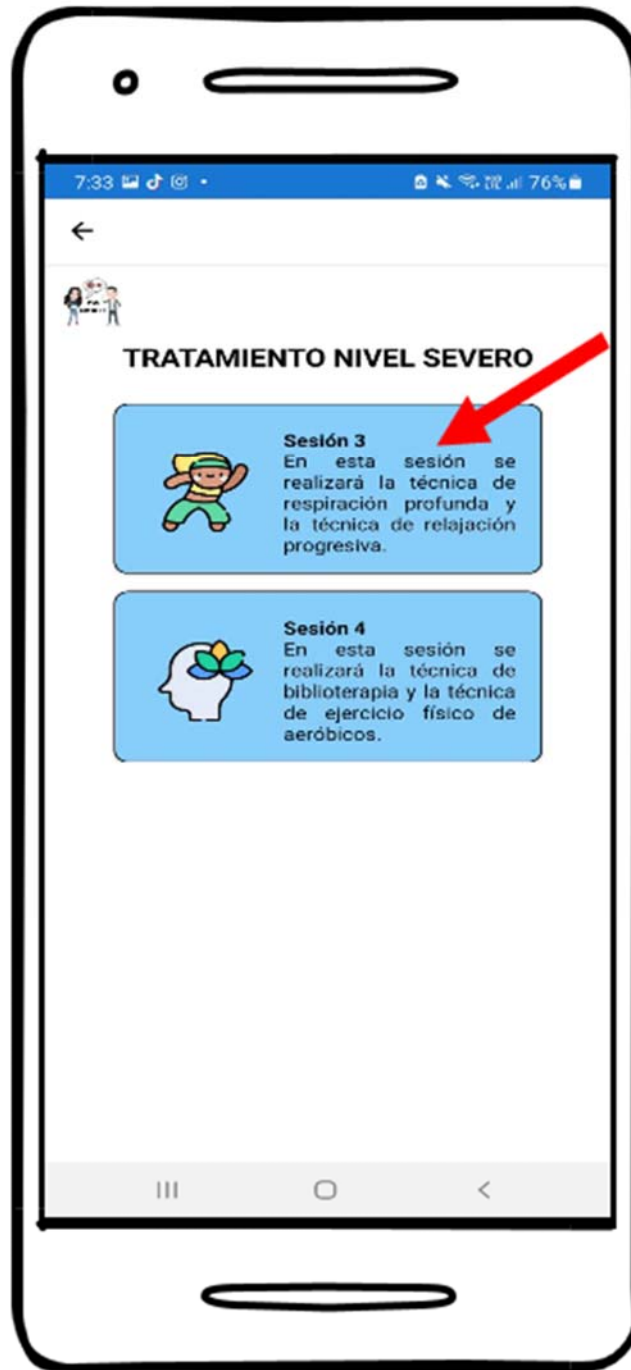 7:33 76%
TRATAMIENTO NIVEL SEVERO
Sesión 3
En esta sesión se
realizará la técnica de
respiración profunda y
la técnica de relajación
progresiva.
Sesión 4
En esta sesión se
realizará la técnica de
biblioterapia y la técnica
de ejercicio físico de
aeróbicos.